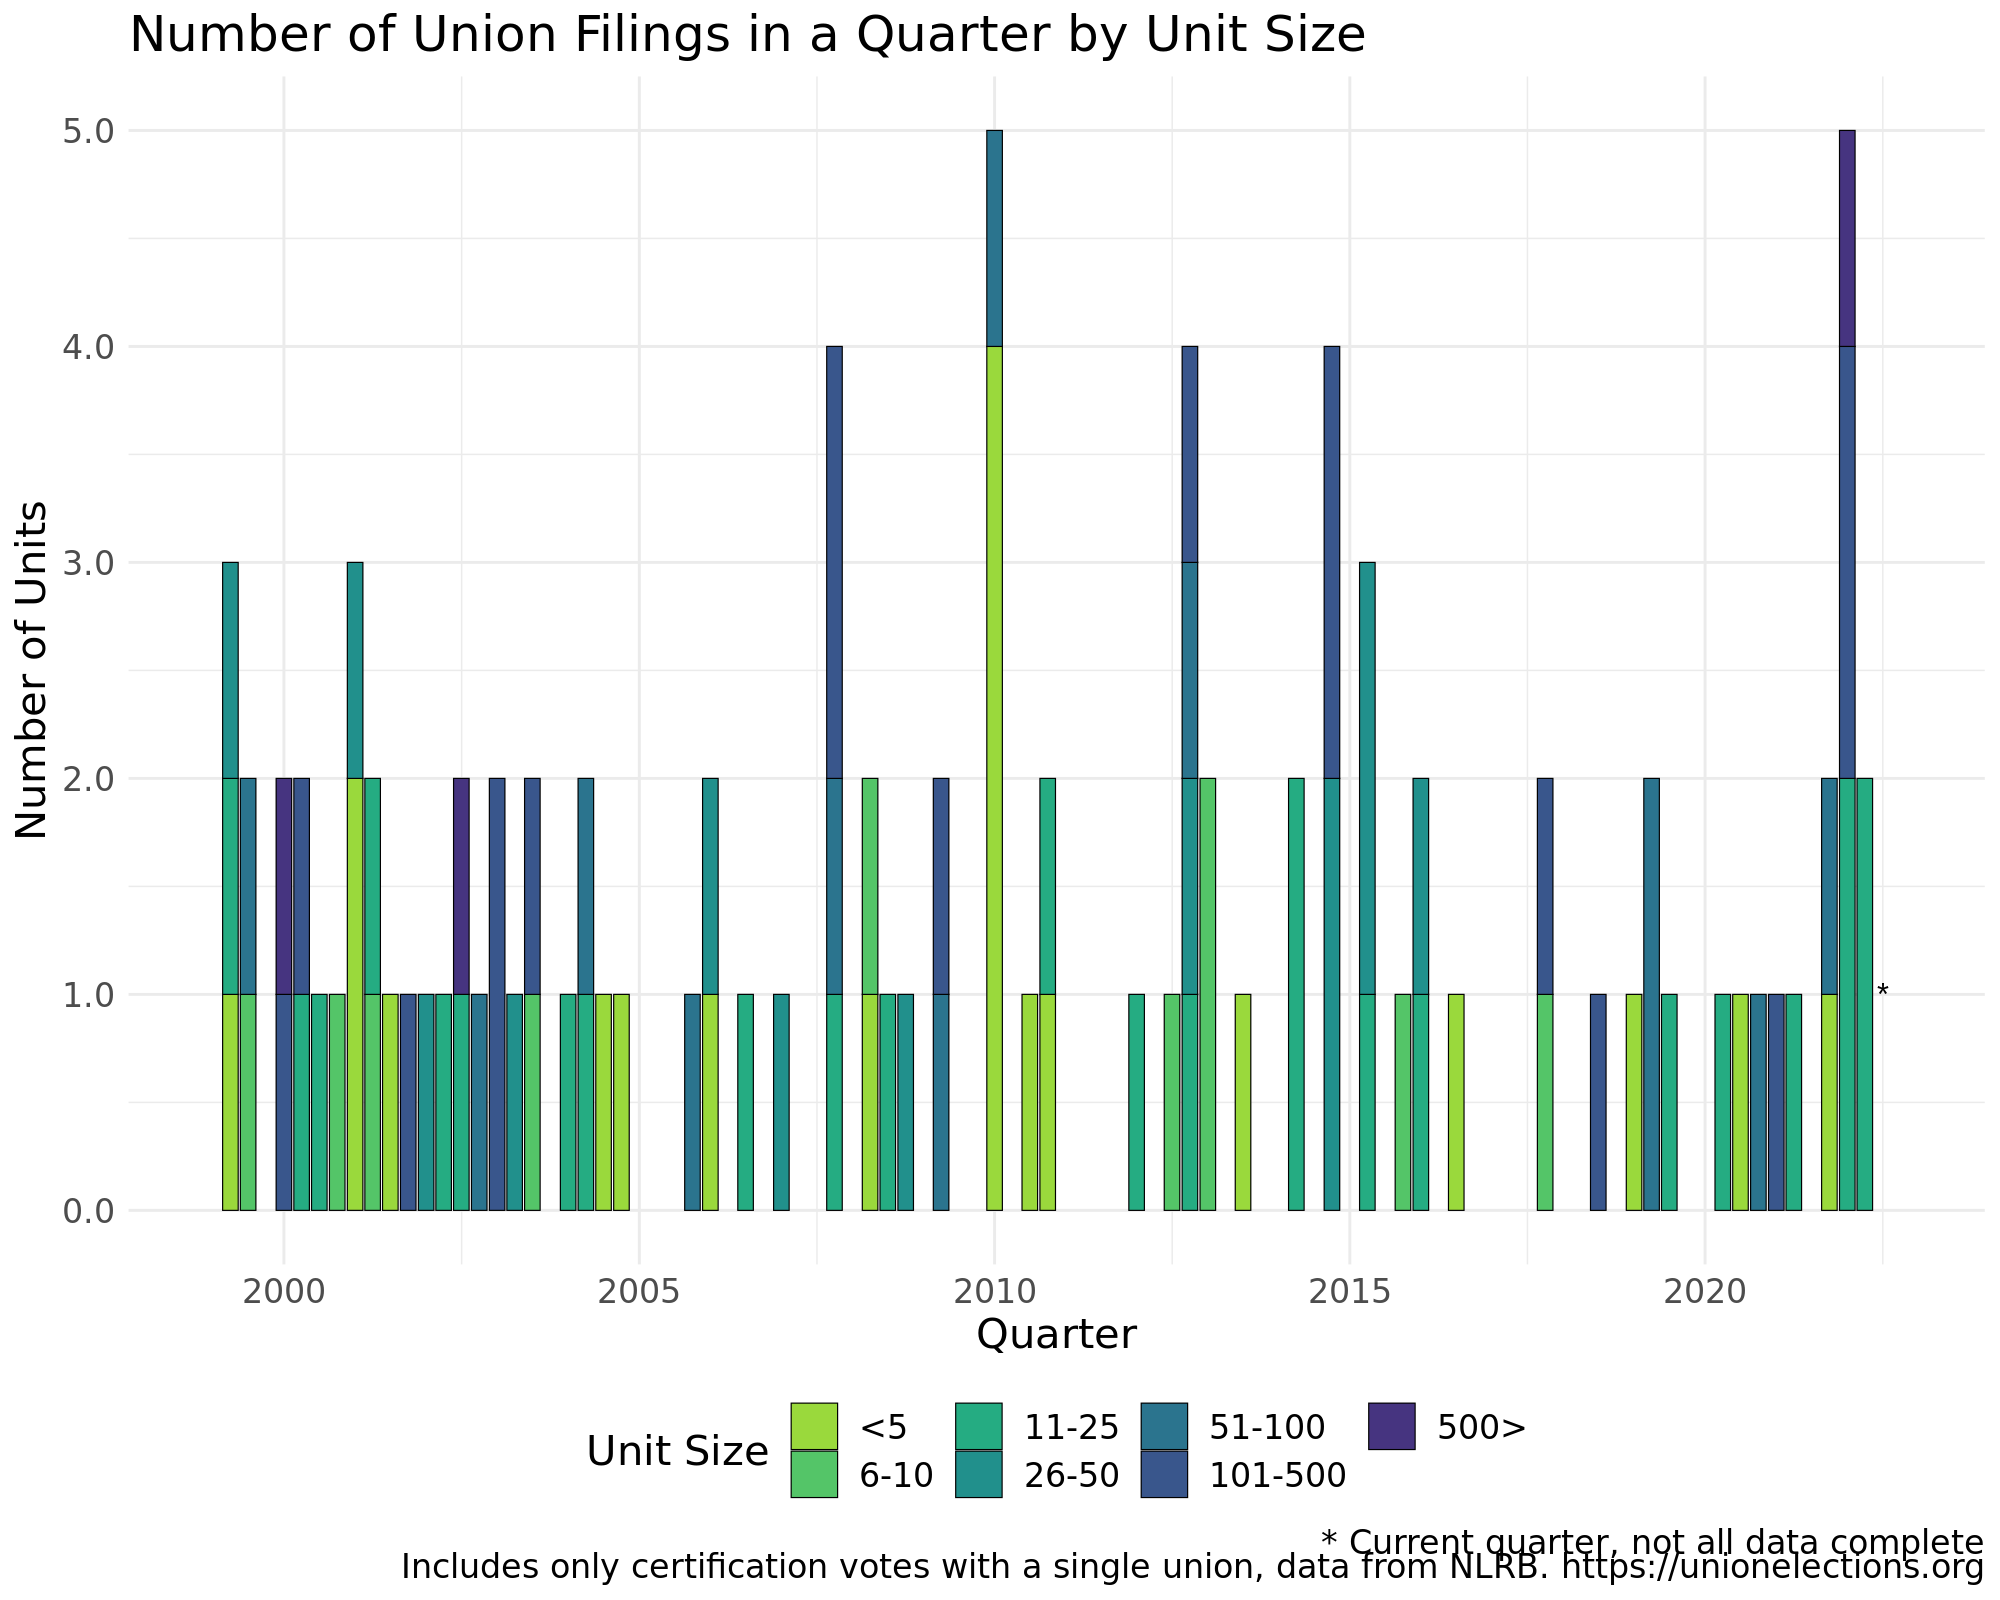 Number of Union Filings in a Quarter by Unit Size
5.0
4.0
3.0
2.0
1.0
0.0
Number of Units
*
2000 2005 2010 2015 2020
Quarter
Unit Size
<5 11-25 51-100 500>
6-10 26-50 101-500
* Current quarter, not all data complete
Includes only certification votes with a single union, data from NLRB. https://unionelections.org